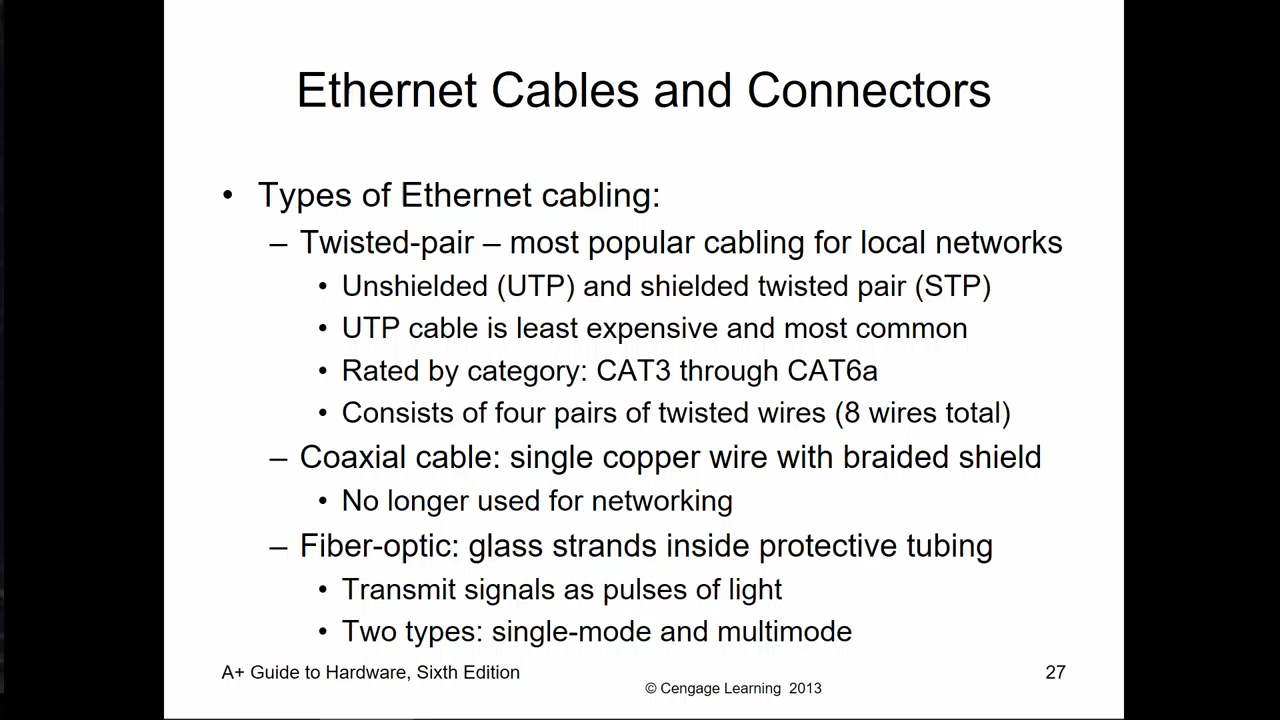 Ethernet Cables and Connectors
• Types of Ethernet cabling:
– Twisted-pair – most popular cabling for local networks
• Unshielded (UTP) and shielded twisted pair (STP)
• UTP cable is least expensive and most common
• Rated by category: CAT3 through CAT6a
• Consists of four pairs of twisted wires (8 wires total)
– Coaxial cable: single copper wire with braided shield
• No longer used for networking
– Fiber-optic: glass strands inside protective tubing
• Transmit signals as pulses of light
• Two types: single-mode and multimode
A+ Guide to Hardware, Sixth Edition
© Cengage Learning 2013
27